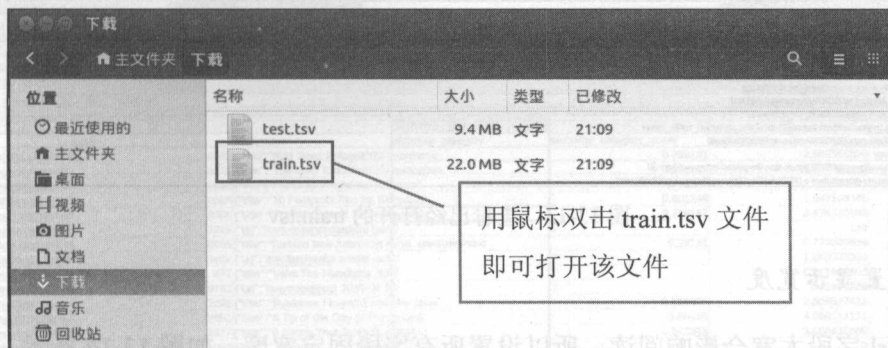 下载
主文件夹 下载
位置
最近使用的
主文件夹
桌面
视频
图片
文档
下载
音乐
回收站
名称 大小 类型 已修改
test.tsv 9.4 MB 文字 21:09
train.tsv 22.0 MB 文字 21:09
用鼠标双击 train.tsv 文件
即可打开该文件